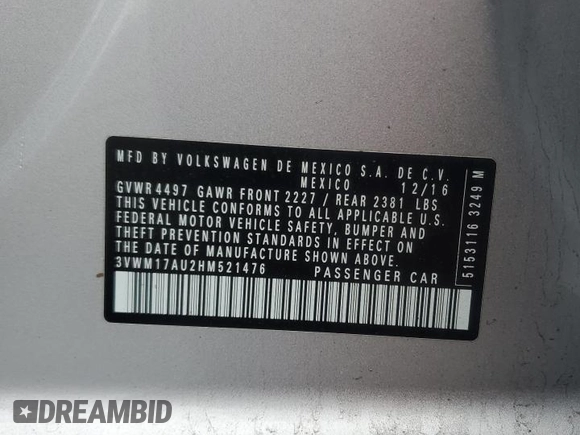 MFD BY VOLKSWAGEN DE MEXICO S.A. DE C.V.
MEXICO 12/16
GVWR 4497 GAWR FRONT 2227 / REAR 2381 LBS
THIS VEHICLE CONFORMS TO ALL APPLICABLE U.S.
FEDERAL MOTOR VEHICLE SAFETY, BUMPER AND
THEFT PREVENTION STANDARDS IN EFFECT ON
THE DATE OF MANUFACTURE SHOWN ABOVE.
3VWM17AU2HM521476 PASSENGER CAR
5153116 3249 M
DREAMBID